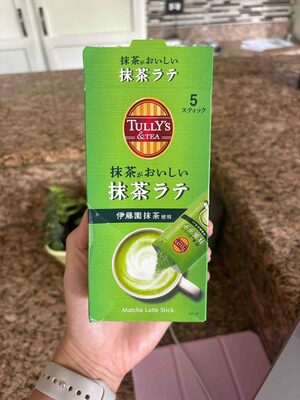 抹茶がおいしい
抹茶ラテ
5
スティック
TULLY'S
& TEA
抹茶がおいしい
抹茶ラテ
伊藤園抹茶使用
Matcha Latte Stick